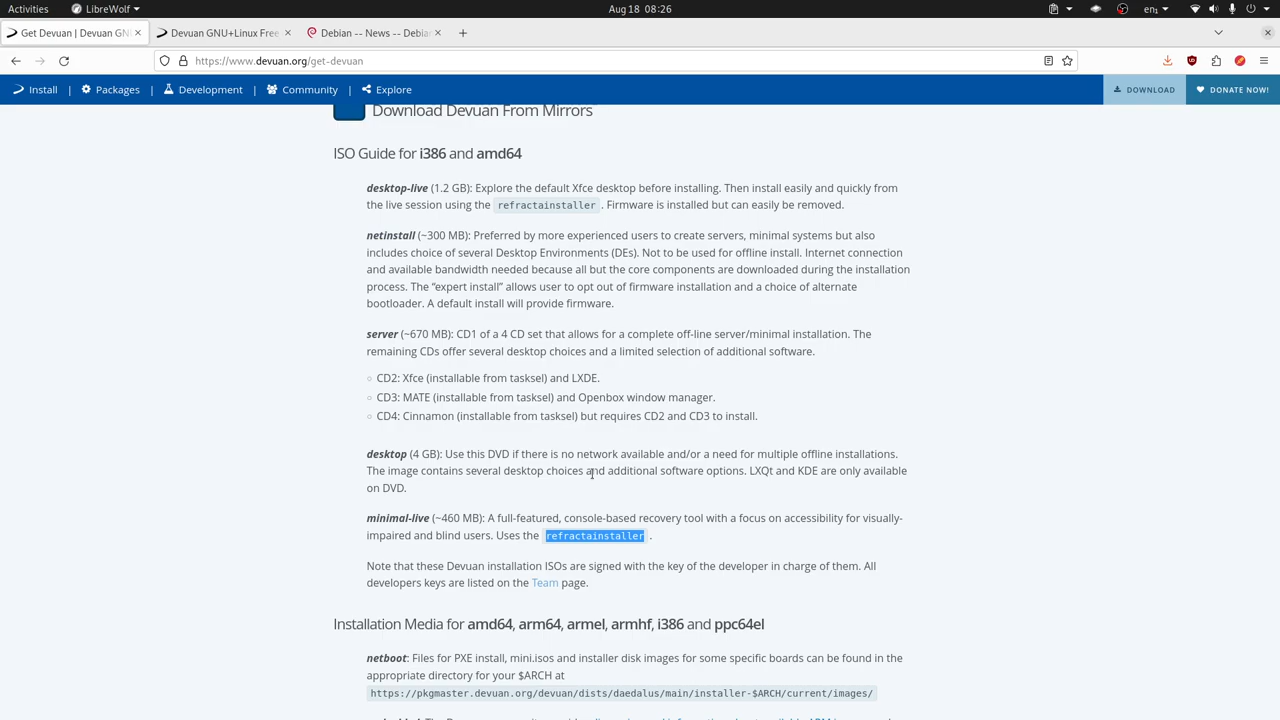 Activities
LibreWolf
Aug 18 08:26
en₁
Get Devuan | Devuan GN
Devuan GNU+Linux Free
Debian -- News -- Debia
https://www.devuan.org/get-devuan
Install | Packages | Development | Community | Explore
DOWNLOAD
DONATE NOW!
Download Devuan From Mirrors
ISO Guide for i386 and amd64
desktop-live (1.2 GB): Explore the default Xfce desktop before installing. Then install easily and quickly from
the live session using the refractainstaller . Firmware is installed but can easily be removed.
netinstall (~300 MB): Preferred by more experienced users to create servers, minimal systems but also
includes choice of several Desktop Environments (DEs). Not to be used for offline install. Internet connection
and available bandwidth needed because all but the core components are downloaded during the installation
process. The “expert install” allows user to opt out of firmware installation and a choice of alternate
bootloader. A default install will provide firmware.
server (~670 MB): CD1 of a 4 CD set that allows for a complete off-line server/minimal installation. The
remaining CDs offer several desktop choices and a limited selection of additional software.
○ CD2: Xfce (installable from tasksel) and LXDE.
○ CD3: MATE (installable from tasksel) and Openbox window manager.
○ CD4: Cinnamon (installable from tasksel) but requires CD2 and CD3 to install.
desktop (4 GB): Use this DVD if there is no network available and/or a need for multiple offline installations.
The image contains several desktop choices and additional software options. LXQt and KDE are only available
on DVD.
minimal-live (~460 MB): A full-featured, console-based recovery tool with a focus on accessibility for visually-
impaired and blind users. Uses the refractainstaller .
Note that these Devuan installation ISOs are signed with the key of the developer in charge of them. All
developers keys are listed on the Team page.
Installation Media for amd64, arm64, armel, armhf, i386 and ppc64el
netboot: Files for PXE install, mini.isos and installer disk images for some specific boards can be found in the
appropriate directory for your $ARCH at
https://pkgmaster.devuan.org/devuan/dists/daedalus/main/installer-$ARCH/current/images/